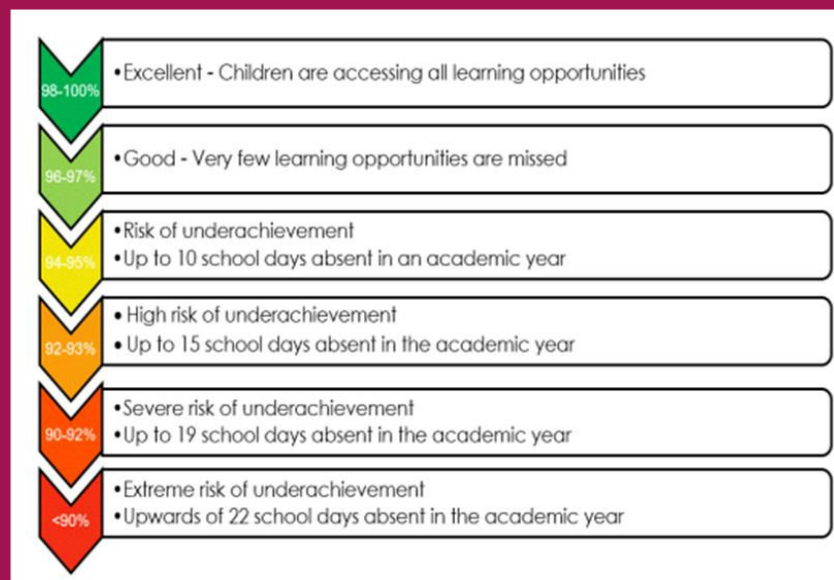 98-100%
•Excellent - Children are accessing all learning opportunities
96-97%
•Good - Very few learning opportunities are missed
94-95%
•Risk of underachievement
•Up to 10 school days absent in an academic year
92-93%
• High risk of underachievement
• Up to 15 school days absent in the academic year
90-92%
•Severe risk of underachievement
•Up to 19 school days absent in the academic year
<90%
•Extreme risk of underachievement
•Upwards of 22 school days absent in the academic year